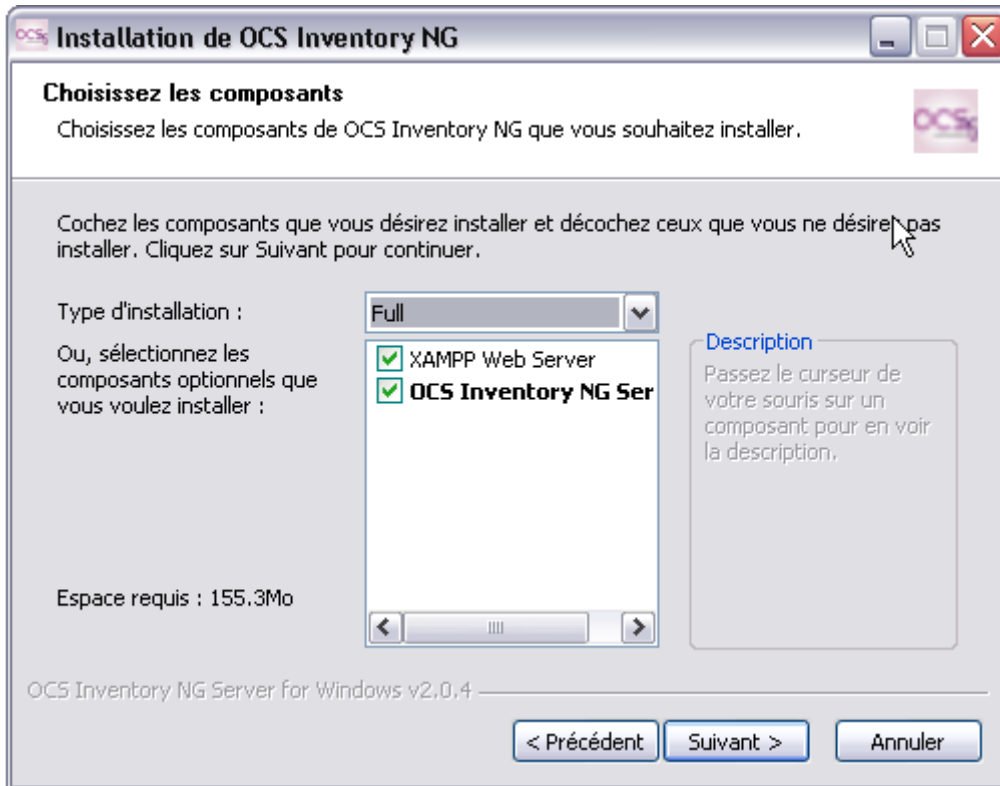 OCS Installation de OCS Inventory NG
Choisissez les composants
Choisissez les composants de OCS Inventory NG que vous souhaitez installer.
OCS
Cochez les composants que vous désirez installer et décochez ceux que vous ne désirez pas
installer. Cliquez sur Suivant pour continuer.
Type d'installation :
Full
Ou, sélectionnez les
composants optionnels que
vous voulez installer :
XAMPP Web Server
OCS Inventory NG Ser
Description
Passez le curseur de
votre souris sur un
composant pour en voir
la description.
Espace requis : 155.3Mo
OCS Inventory NG Server for Windows v2.0.4
< Précédent
Suivant >
Annuler